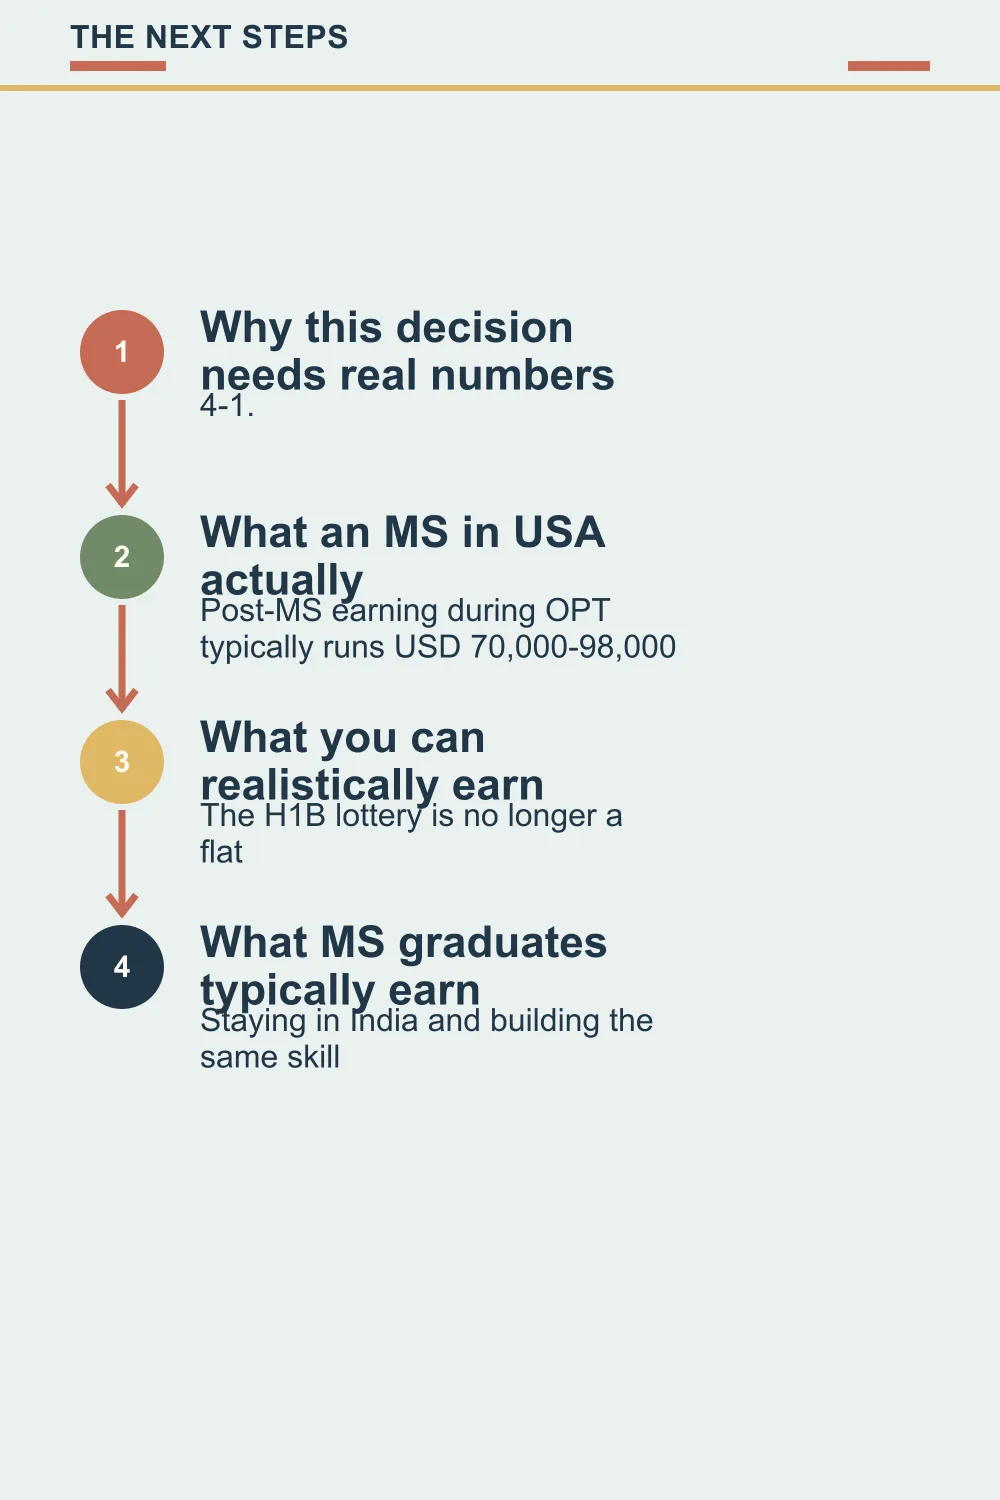 THE NEXT STEPS
1
Why this decision
needs real numbers
4-1.
2
What an MS in USA
actually
Post-MS earning during OPT
typically runs USD 70,000-98,000
3
What you can
realistically earn
The H1B lottery is no longer a
flat
4
What MS graduates
typically earn
Staying in India and building the
same skill